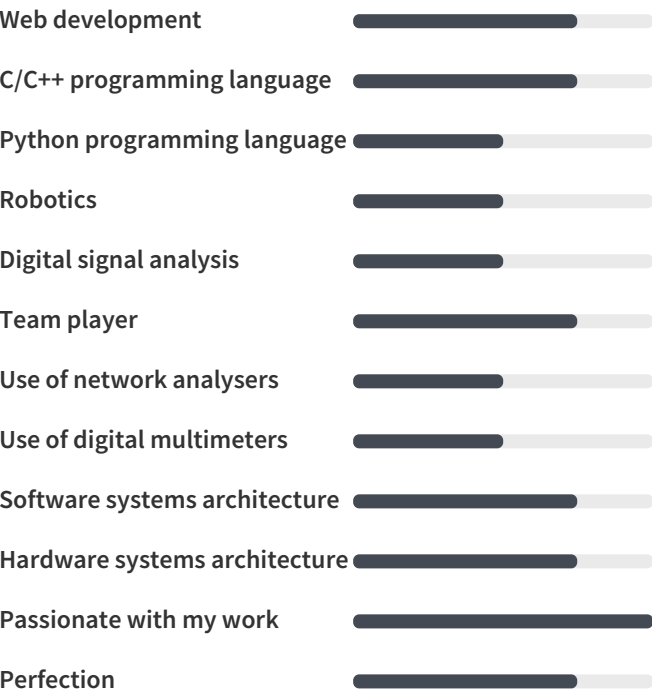 Web development
C/C++ programming language
Python programming language
Robotics
Digital signal analysis
Team player
Use of network analysers
Use of digital multimeters
Software systems architecture
Hardware systems architecture
Passionate with my work
Perfection